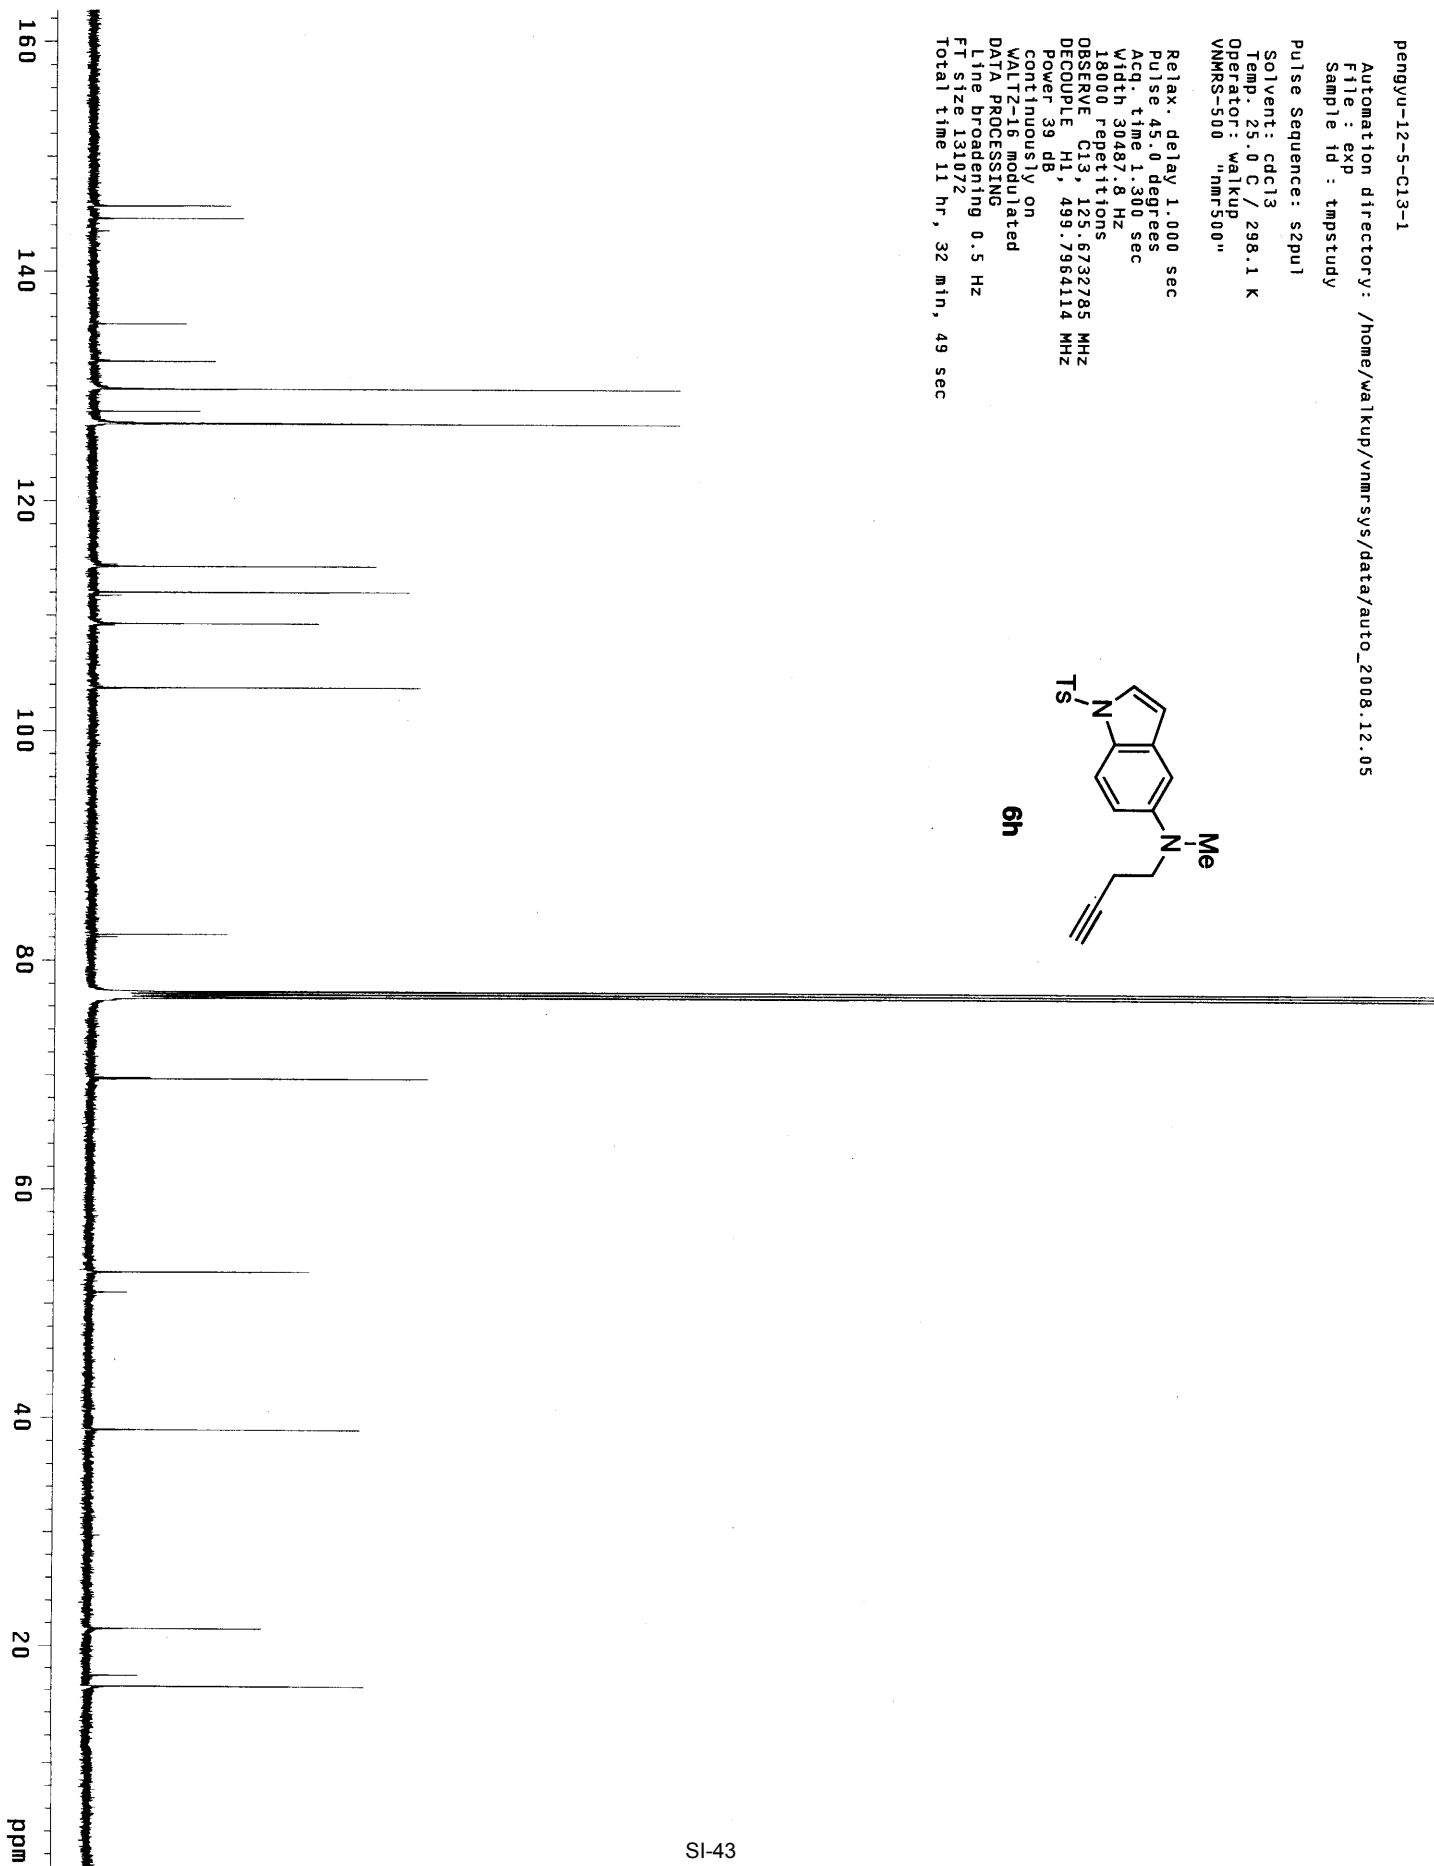 pengyu-12-5-C13-1
Automation directory: /home/walkup/vnmrsys/data/auto_2008.12.05
File : exp
Sample id : tmpstudy
Pulse Sequence: s2pul
Solvent: cdcl3
Temp. 25.0 C / 298.1 K
Operator: walkup
VNMRS-500 "nmr500"
Relax. delay 1.000 sec
Pulse 45.0 degrees
Acq. time 1.300 sec
Width 30487.8 Hz
18000 repetitions
OBSERVE C13, 125.6732785 MHz
DECOUPLE H1, 499.7964114 MHz
Power 39 dB
continuously on
WALTZ-16 modulated
DATA PROCESSING
Line broadening 0.5 Hz
FT size 131072
Total time 11 hr, 32 min, 49 sec
Me
N
N
Ts
6h
160 140 120 100 80 60 40 20 ppm
SI-43